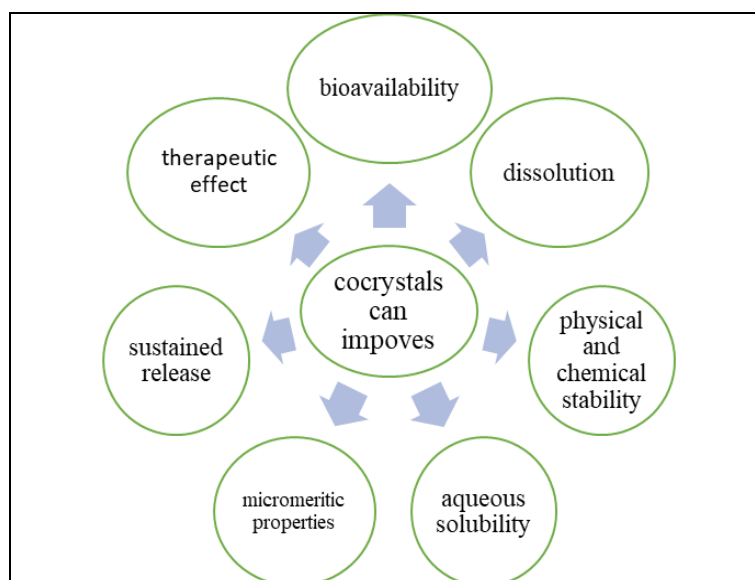 bioavailability
therapeutic
effect
dissolution
cocrystals
can
impoves
sustained
release
physical
and
chemical
stability
micromeritic
properties
aqueous
solubility